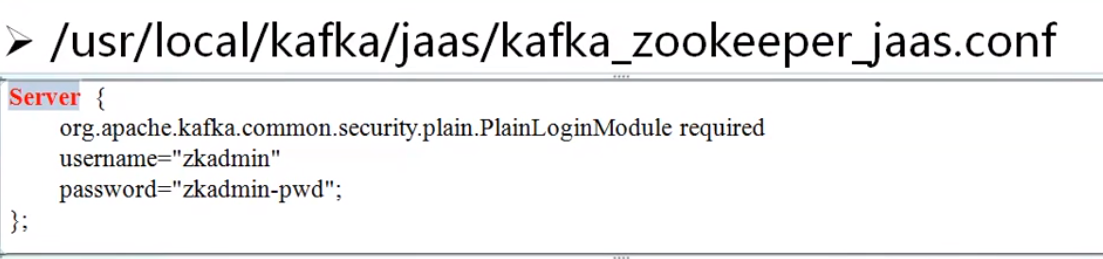 ➢ /usr/local/kafka/jaas/kafka_zookeeper_jaas.conf
Server {
org.apache.kafka.common.security.plain.PlainLoginModule required
username="zkadmin"
password="zkadmin-pwd";
};